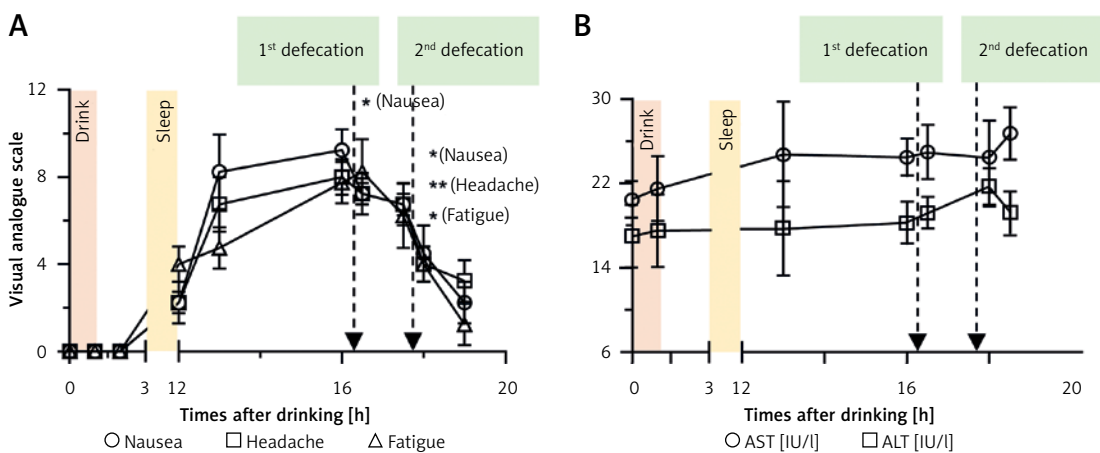 A
1st defecation
2nd defecation
Visual analogue scale
12
8
4
0
Drink
Sleep
* (Nausea)
*(Nausea)
** (Headache)
* (Fatigue)
0 3 12 16 20
Times after drinking [h]
Nausea Headache Fatigue
B
1st defecation
2nd defecation
30
22
14
6
Drink
Sleep
0 3 12 16 20
Times after drinking [h]
AST [IU/l] ALT [IU/l]